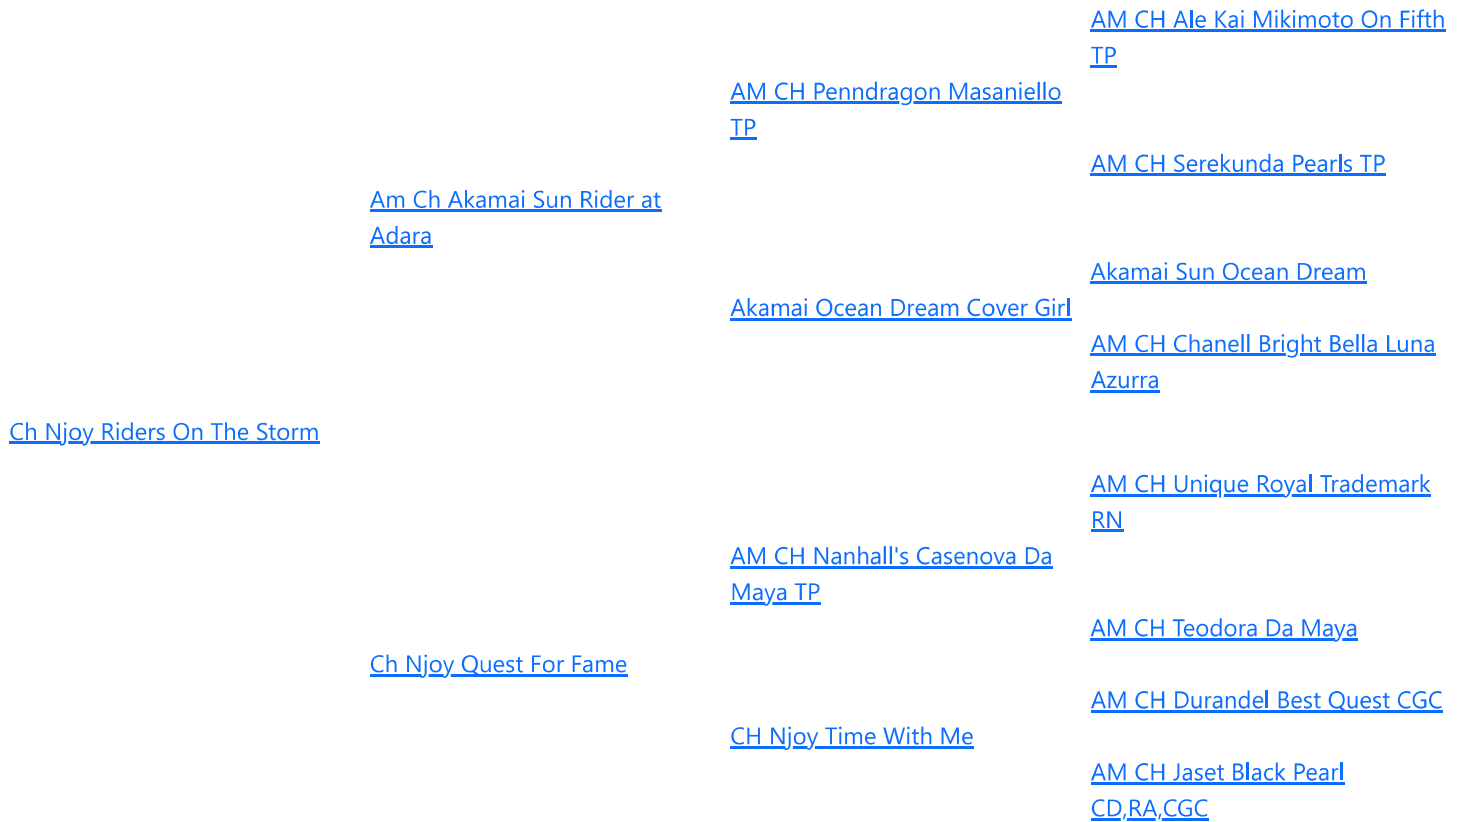 AM CH Ale Kai Mikimoto On Fifth
TP
AM CH Penndragon Masaniello
TP
AM CH Serekunda Pearls TP
Am Ch Akamai Sun Rider at
Adara
Akamai Sun Ocean Dream
Akamai Ocean Dream Cover Girl
AM CH Chanell Bright Bella Luna
Azurra
Ch Njoy Riders On The Storm
AM CH Unique Royal Trademark
RN
AM CH Nanhall's Casenova Da
Maya TP
AM CH Teodora Da Maya
Ch Njoy Quest For Fame
AM CH Durandel Best Quest CGC
CH Njoy Time With Me
AM CH Jaset Black Pearl
CD,RA,CGC